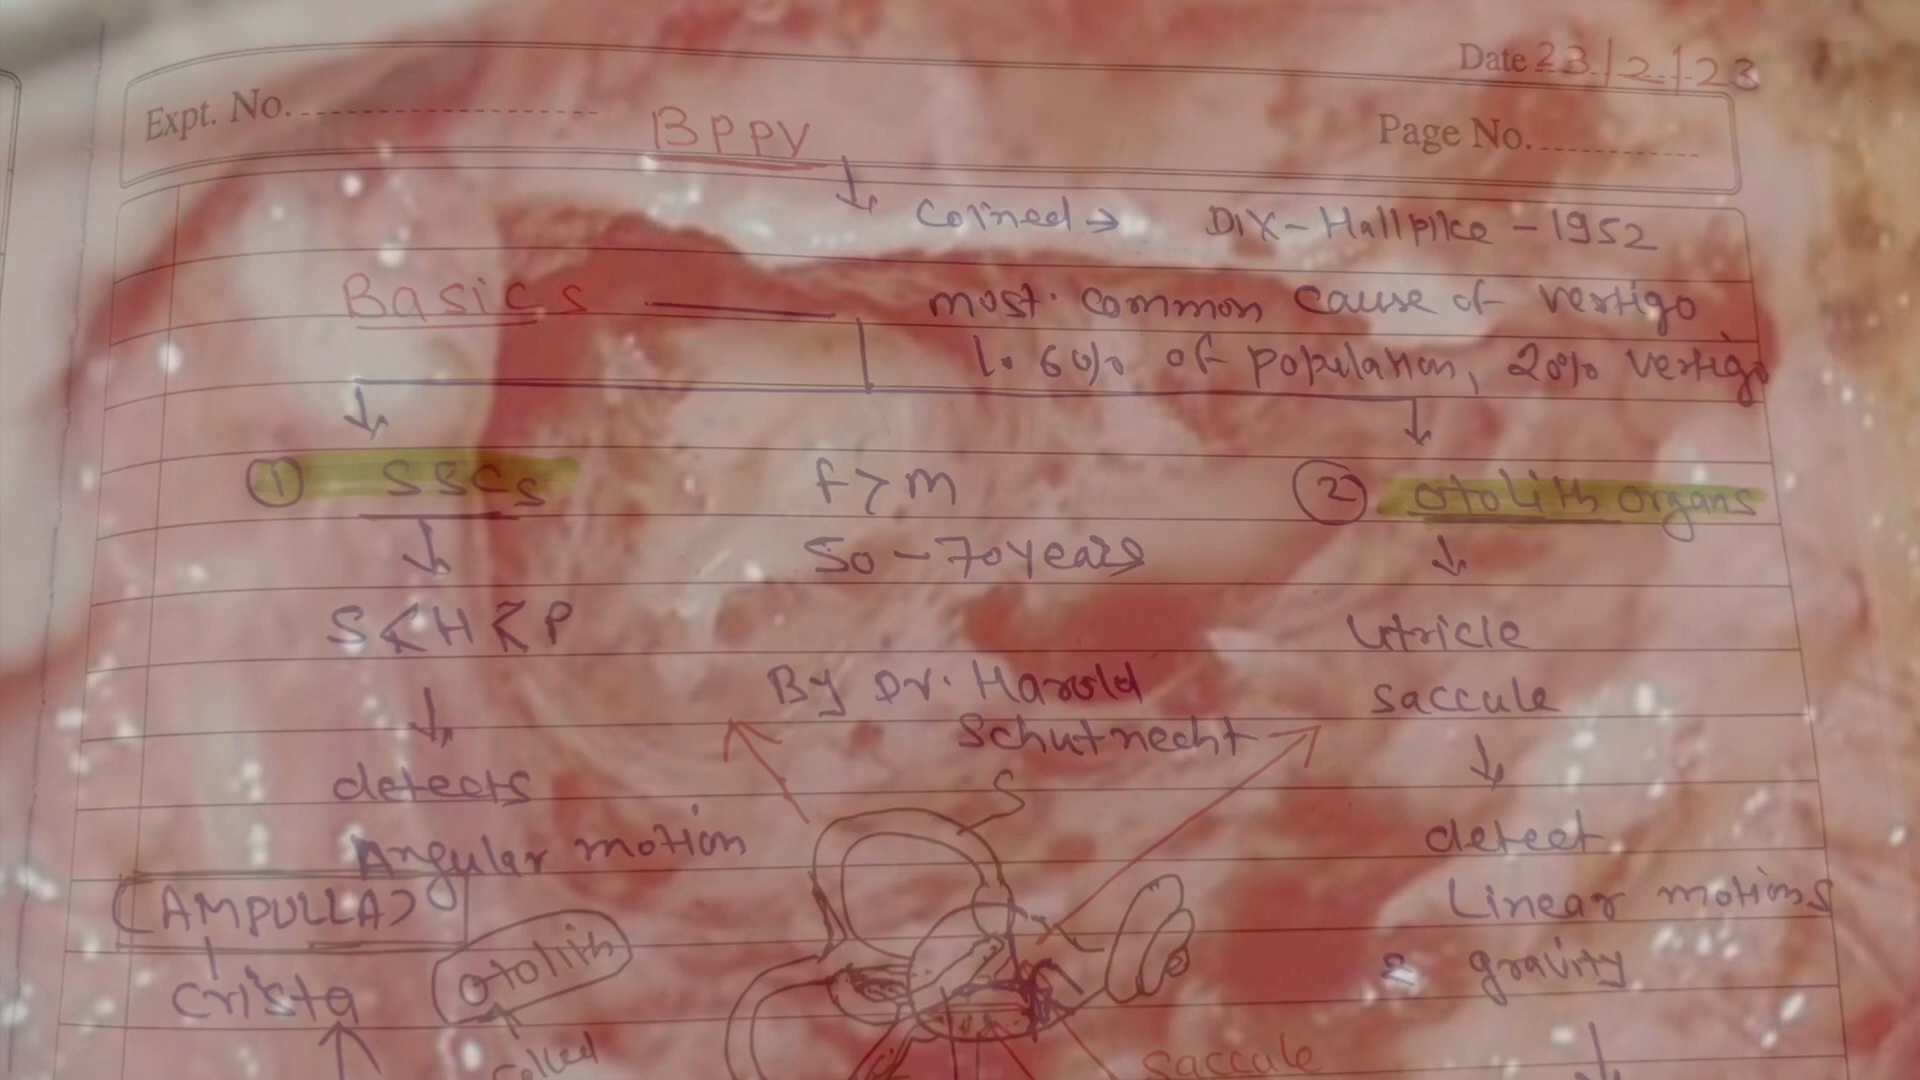 Date 23/2/23
Expt. No.
BPPV
Page No.
Coined → DIX-Hallpike - 1952
Basics
most common cause of vertigo
1.60% of population, 20% vertigo
① SSCs
F > m
② otolith organs
50 - 70 years
S < H < P
Utricle
By Dr. Harold
Saccule
Schutnecht
S
detects
Angular motion
detect
(AMPULLA)
Linear motions
& gravity
otolith
Crista
called
Saccule